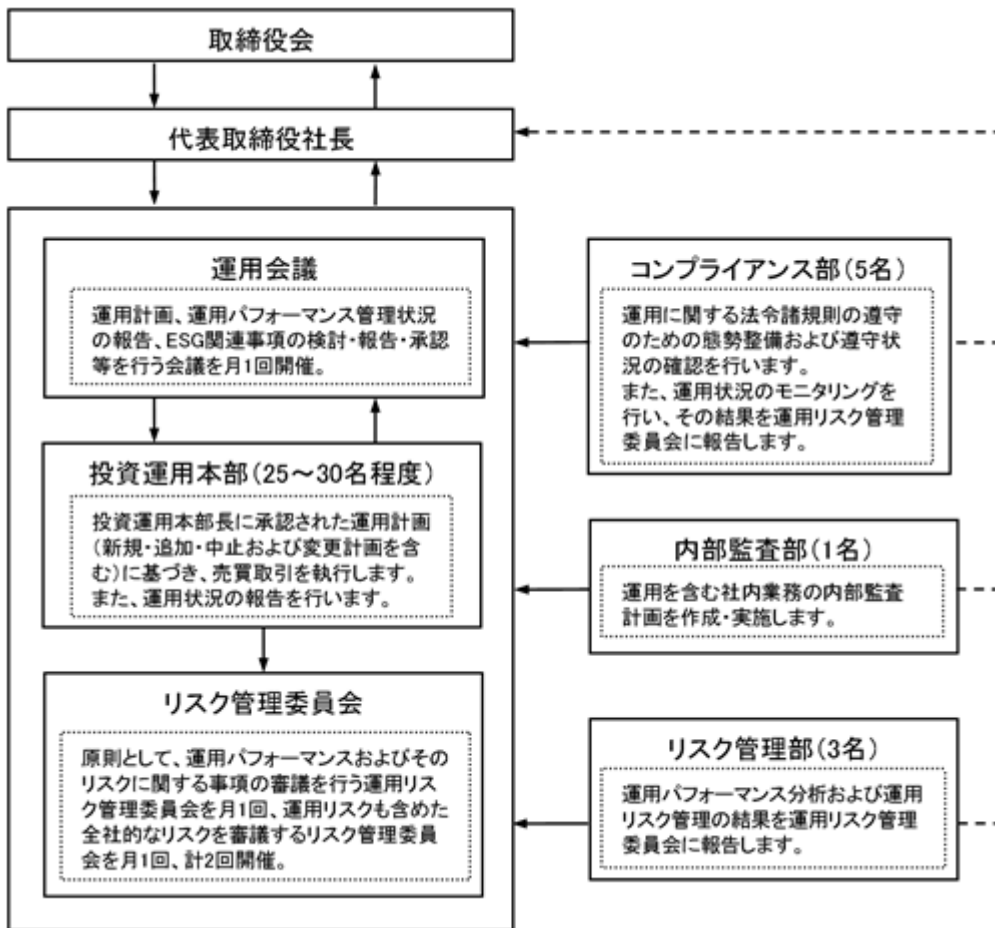 取締役会
代表取締役社長
運用会議
運用計画、運用パフォーマンス管理状況
の報告、ESG関連事項の検討・報告・承認
等を行う会議を月1回開催。
投資運用本部(25～30名程度)
投資運用本部長に承認された運用計画
(新規・追加・中止および変更計画を含
む)に基づき、売買取引を執行します。
また、運用状況の報告を行います。
リスク管理委員会
原則として、運用パフォーマンスおよびその
リスクに関する事項の審議を行う運用リス
ク管理委員会を月1回、運用リスクも含めた
全社的なリスクを審議するリスク管理委員
会を月1回、計2回開催。
コンプライアンス部(5名)
運用に関する法令諸規則の遵守
のための態勢整備および遵守状
況の確認を行います。
また、運用状況のモニタリングを
行い、その結果を運用リスク管理
委員会に報告します。
内部監査部(1名)
運用を含む社内業務の内部監査
計画を作成・実施します。
リスク管理部(3名)
運用パフォーマンス分析および運用
リスク管理の結果を運用リスク管理
委員会に報告します。